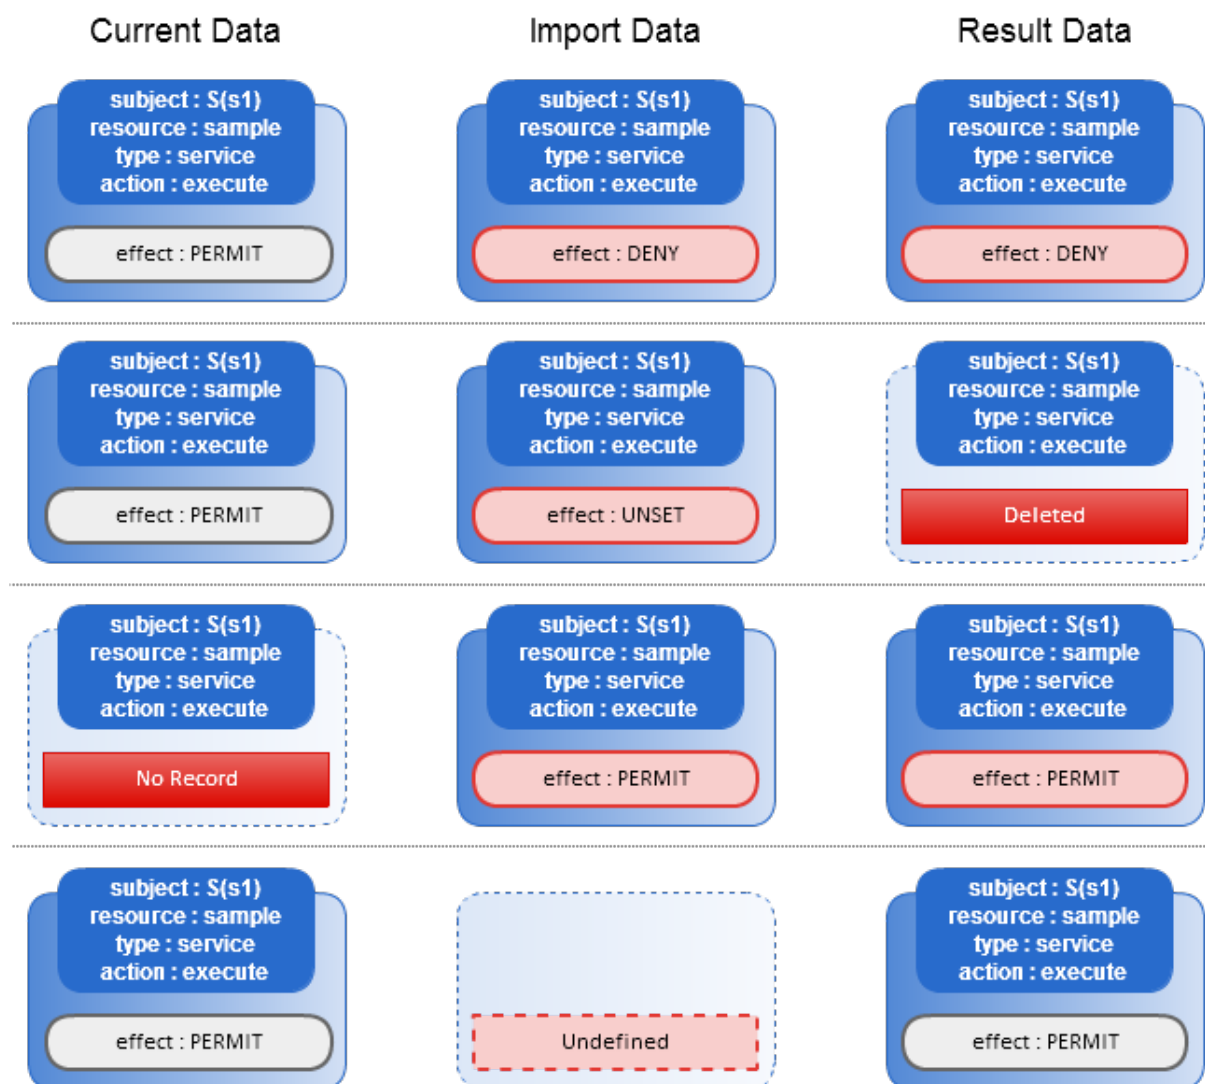 Current Data
Import Data
Result Data
subject : S(s1)
resource : sample
type : service
action : execute
effect : PERMIT
subject : S(s1)
resource : sample
type : service
action : execute
effect : DENY
subject : S(s1)
resource : sample
type : service
action : execute
effect : DENY
subject : S(s1)
resource : sample
type : service
action : execute
effect : PERMIT
subject : S(s1)
resource : sample
type : service
action : execute
effect : UNSET
subject : S(s1)
resource : sample
type : service
action : execute
Deleted
subject : S(s1)
resource : sample
type : service
action : execute
No Record
subject : S(s1)
resource : sample
type : service
action : execute
effect : PERMIT
subject : S(s1)
resource : sample
type : service
action : execute
effect : PERMIT
subject : S(s1)
resource : sample
type : service
action : execute
effect : PERMIT
Undefined
subject : S(s1)
resource : sample
type : service
action : execute
effect : PERMIT